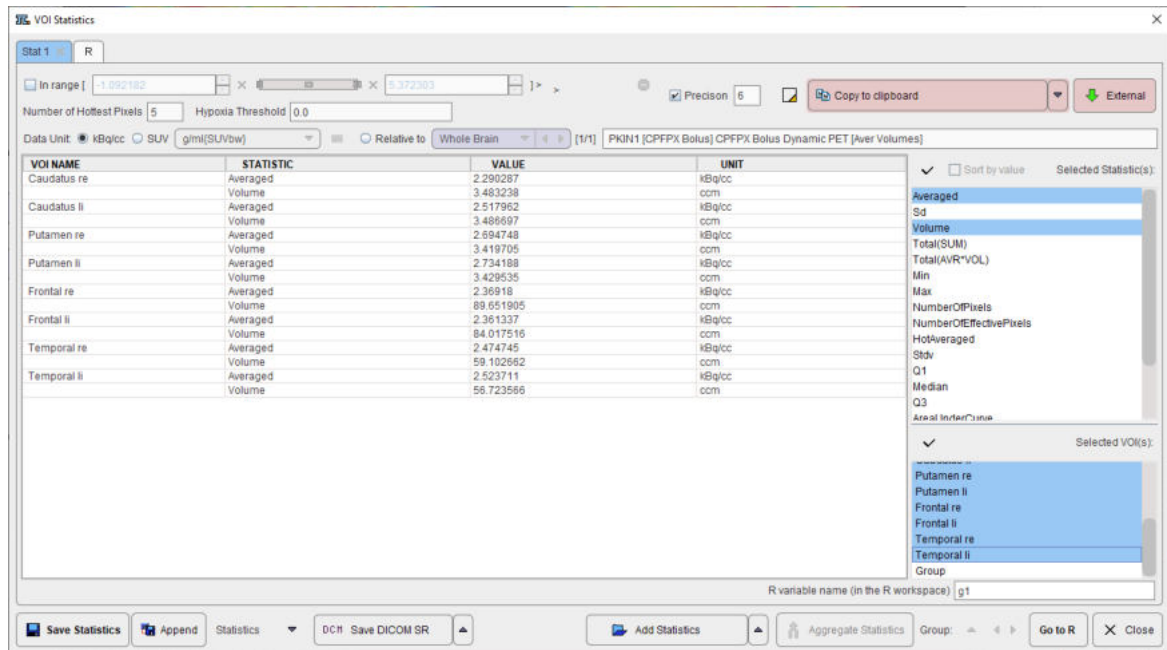 VOI Statistics
Stat 1 R
In range [ -1.092182 5.372303 ]>
Precison 6 Copy to clipboard External
Number of Hottest Pixels 5 Hypoxia Threshold 0.0
Data Unit: kBq/cc SUV g/ml{SUVbw} Relative to Whole Brain [1/1] PKIN1 [CPFPX Bolus] CPFPX Bolus Dynamic PET [Aver Volumes]
VOI NAME STATISTIC VALUE UNIT
Caudatus re Averaged 2.290287 kBq/cc
Volume 3.483238 ccm
Caudatus li Averaged 2.517962 kBq/cc
Volume 3.486697 ccm
Putamen re Averaged 2.694748 kBq/cc
Volume 3.419705 ccm
Putamen li Averaged 2.734188 kBq/cc
Volume 3.429535 ccm
Frontal re Averaged 2.36918 kBq/cc
Volume 89.651905 ccm
Frontal li Averaged 2.361337 kBq/cc
Volume 84.017516 ccm
Temporal re Averaged 2.474745 kBq/cc
Volume 59.102662 ccm
Temporal li Averaged 2.523711 kBq/cc
Volume 56.723566 ccm
Sort by value Selected Statistic(s):
Averaged
Sd
Volume
Total(SUM)
Total(AVR*VOL)
Min
Max
NumberOfPixels
NumberOfEffectivePixels
HotAveraged
Stdv
Q1
Median
Q3
AreaUnderCurve
Selected VOI(s):
Putamen re
Putamen li
Frontal re
Frontal li
Temporal re
Temporal li
Group
R variable name (in the R workspace) g1
Save Statistics Append Statistics DCM Save DICOM SR Add Statistics Aggregate Statistics Group: Go to R Close